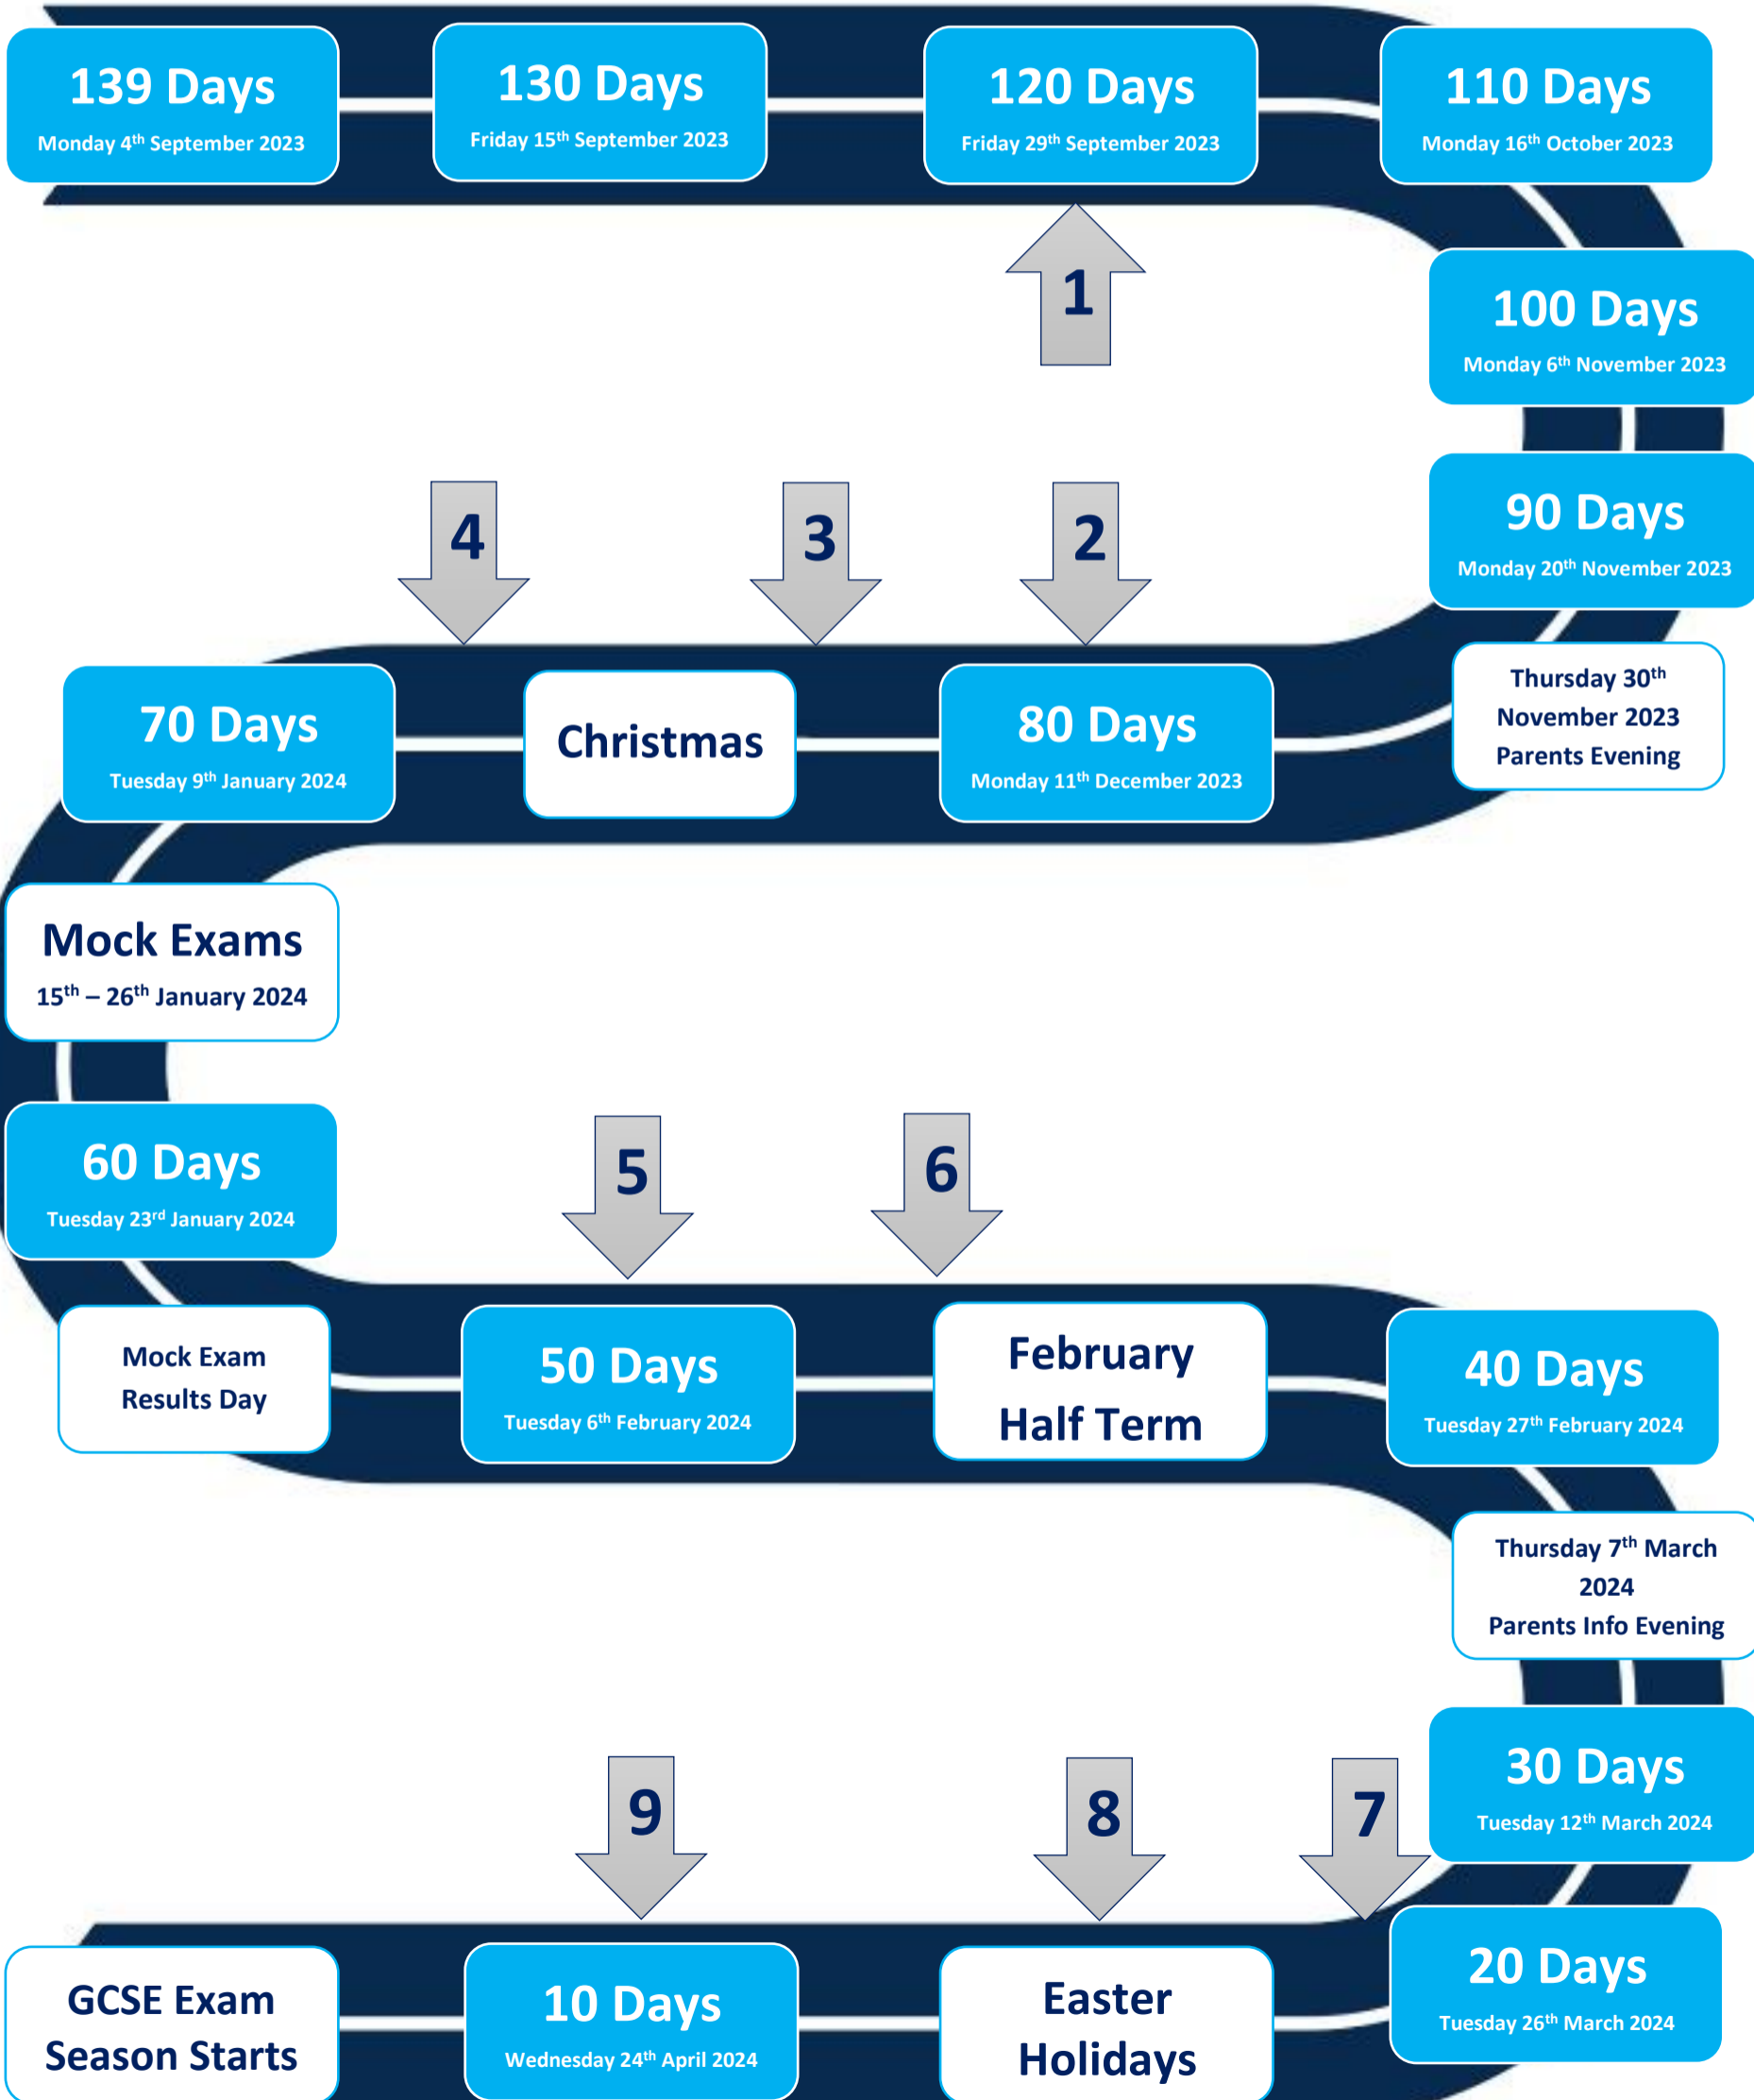 139 Days
Monday 4th September 2023
130 Days
Friday 15th September 2023
120 Days
Friday 29th September 2023
110 Days
Monday 16th October 2023
1
100 Days
Monday 6th November 2023
90 Days
Monday 20th November 2023
4
3
2
Thursday 30th
November 2023
Parents Evening
80 Days
Monday 11th December 2023
Christmas
70 Days
Tuesday 9th January 2024
Mock Exams
15th – 26th January 2024
60 Days
Tuesday 23rd January 2024
5
6
Mock Exam
Results Day
50 Days
Tuesday 6th February 2024
February
Half Term
40 Days
Tuesday 27th February 2024
Thursday 7th March
2024
Parents Info Evening
30 Days
Tuesday 12th March 2024
9
8
7
20 Days
Tuesday 26th March 2024
Easter
Holidays
10 Days
Wednesday 24th April 2024
GCSE Exam
Season Starts